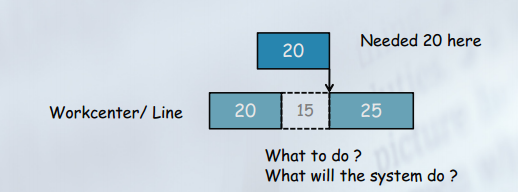 20
Needed 20 here
Workcenter/ Line
20
15
25
What to do ?
What will the system do ?